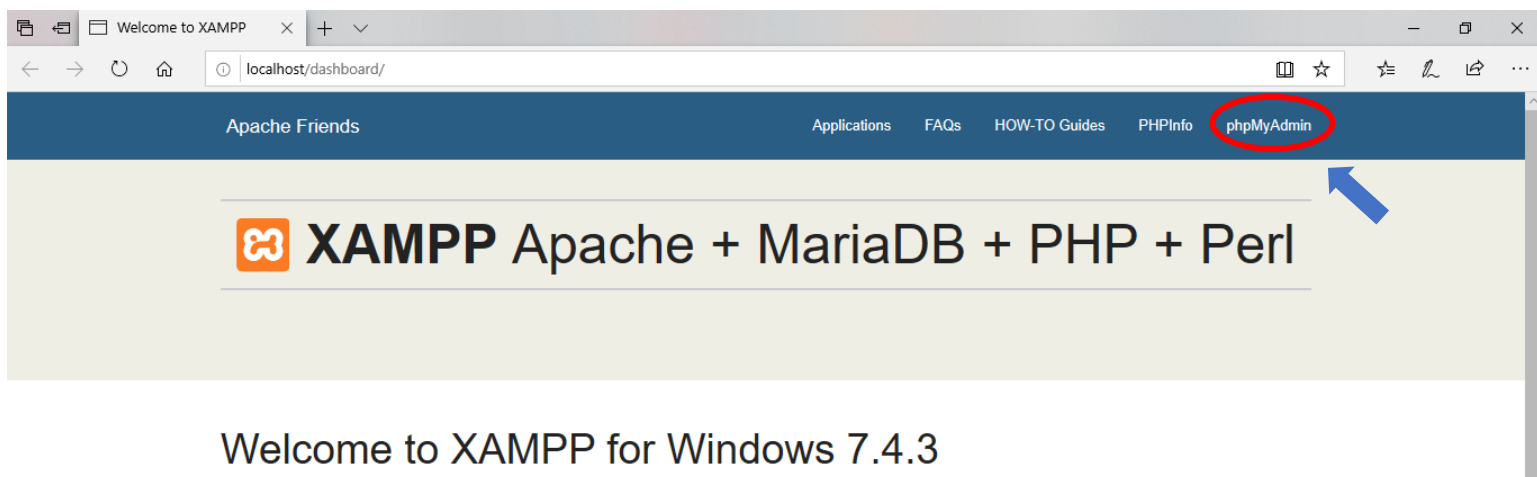 Welcome to XAMPP
localhost/dashboard/
Apache Friends
Applications FAQs HOW-TO Guides PHPInfo phpMyAdmin
XAMPP Apache + MariaDB + PHP + Perl
Welcome to XAMPP for Windows 7.4.3